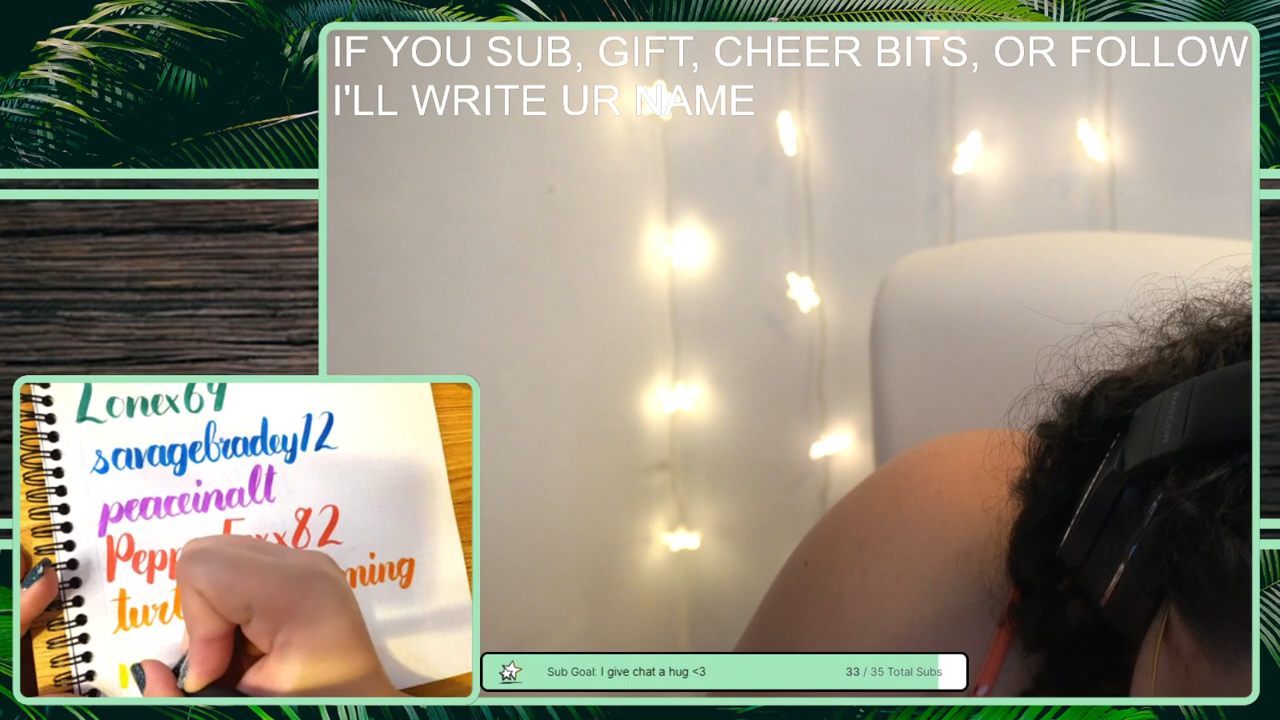 IF YOU SUB, GIFT, CHEER BITS, OR FOLLOW
I'LL WRITE UR NAME
Lonex69
savagebradey12
peaceinalt
Sub Goal: I give chat a hug <3 33 / 35 Total Subs